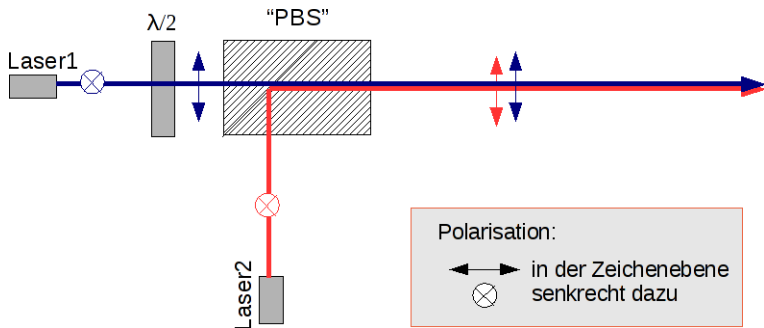 λ/2
“PBS”
Laser1
Laser2
Polarisation:
in der Zeichenebene
senkrecht dazu